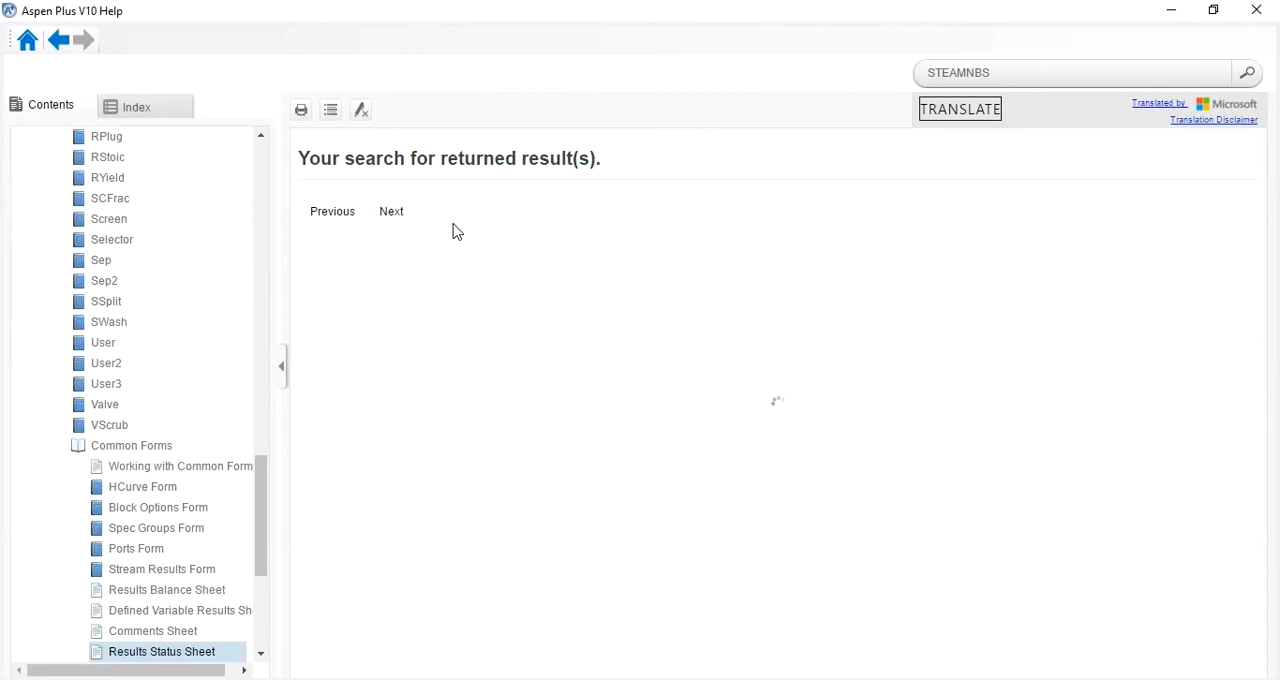 Aspen Plus V10 Help
STEAMNBS
Contents
Index
TRANSLATE
Translated by
Microsoft
Translation Disclaimer
Your search for returned result(s).
Previous
Next
RPlug
RStoic
RYield
SCFrac
Screen
Selector
Sep
Sep2
SSplit
SWash
User
User2
User3
Valve
VScrub
Common Forms
Working with Common Form
HCurve Form
Block Options Form
Spec Groups Form
Ports Form
Stream Results Form
Results Balance Sheet
Defined Variable Results Sh
Comments Sheet
Results Status Sheet